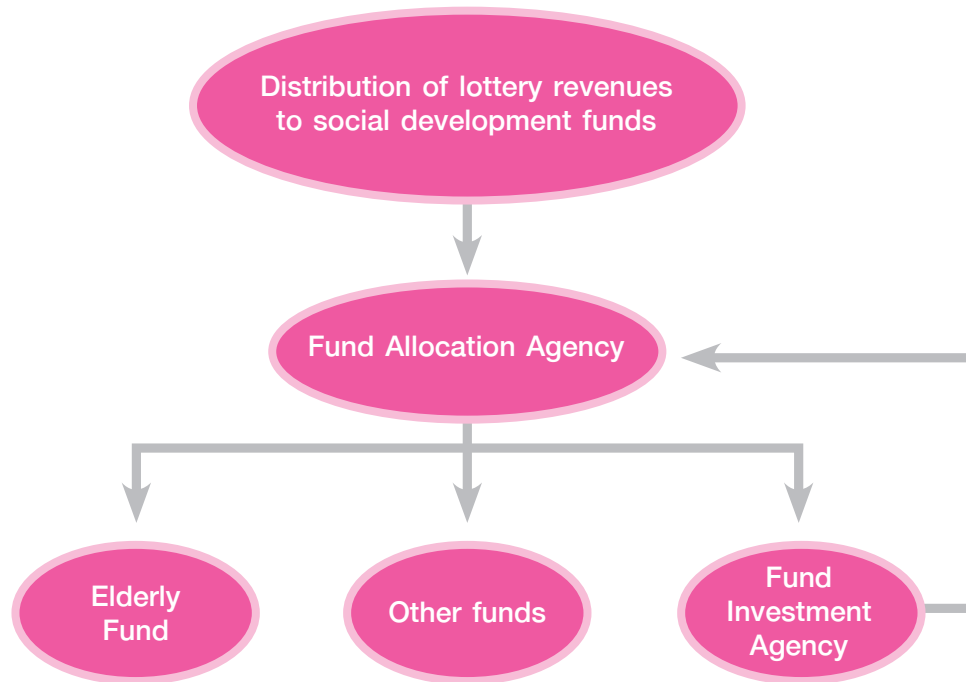 Distribution of lottery revenues
to social development funds
Fund Allocation Agency
Elderly
Fund
Other funds
Fund
Investment
Agency